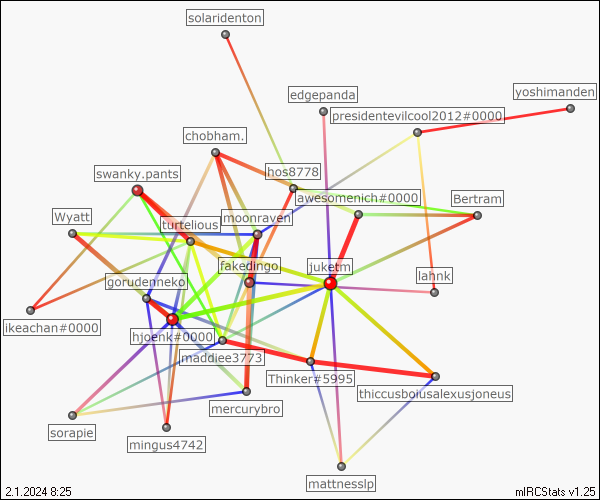 solaridenton
yoshimanden
edgepanda
presidentevilcool2012#0000
chobham.
swanky.pants
hos8778
awesomenich#0000
Bertram
Wyatt
turtelious
moonraven
fakedingo
juketm
lahnk
gorudenneko
ikeachan#0000
hjoenk#0000
maddiee3773
Thinker#5995
thiccusboiusalexusjoneus
mercurybro
sorapie
mingus4742
mattnesslp
2.1.2024 8:25
mIRCStats v1.25